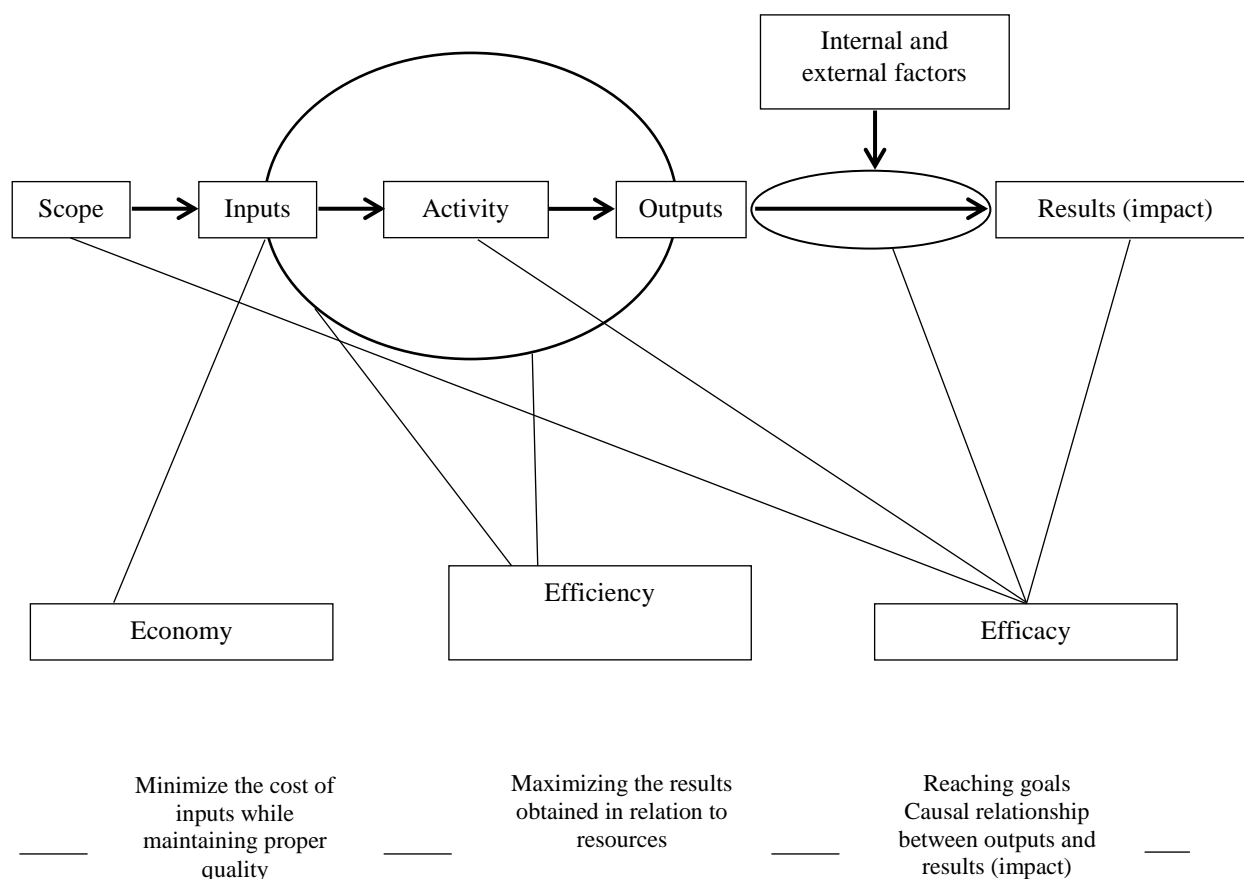 Internal and
external factors
Scope
Inputs
Activity
Outputs
Results (impact)
Efficiency
Economy
Efficacy
Minimize the cost of
inputs while
maintaining proper
quality
Maximizing the results
obtained in relation to
resources
Reaching goals
Causal relationship
between outputs and
results (impact)